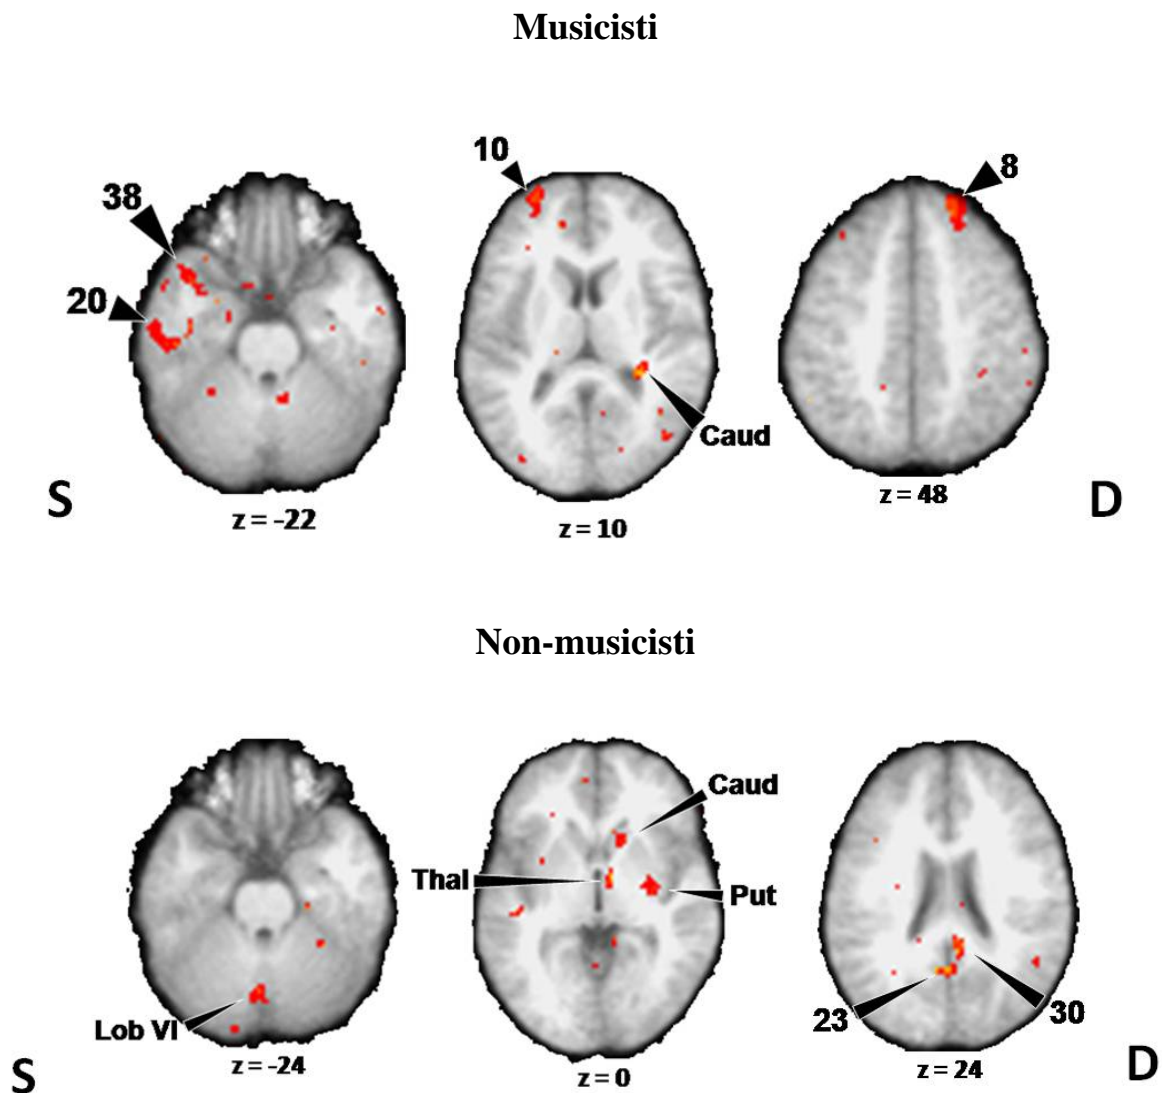 Musicisti
10
8
38
20
Caud
S
D
z = -22
z = 10
z = 48
Non-musicisti
Caud
Thal
Put
23
30
Lob VI
S
D
z = -24
z = 0
z = 24